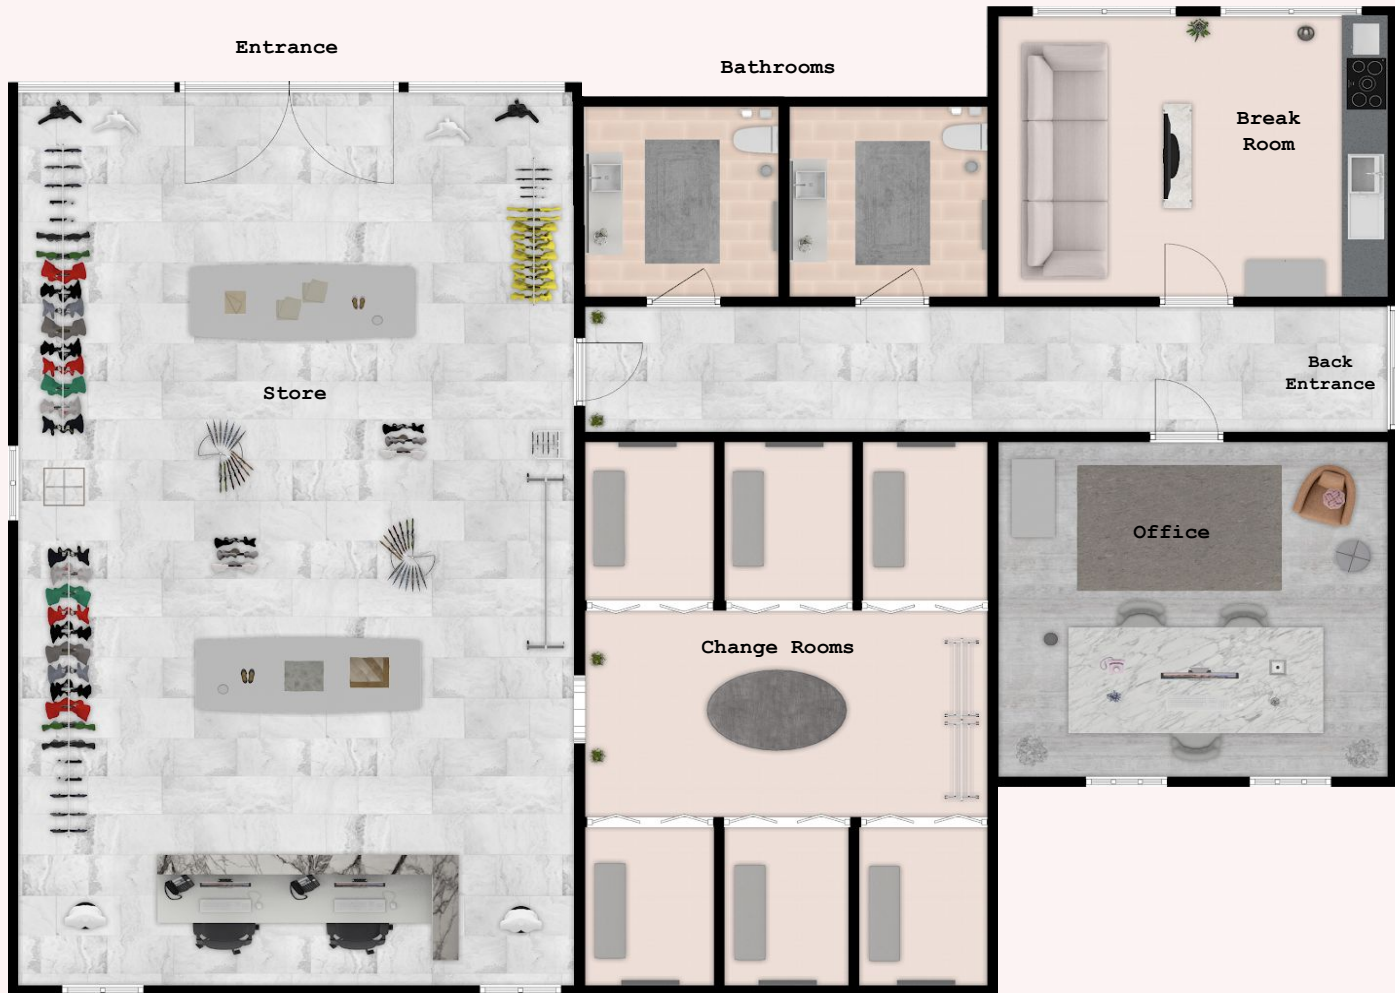 Entrance
Bathrooms
Break
Room
Back
Entrance
Store
Office
Change Rooms